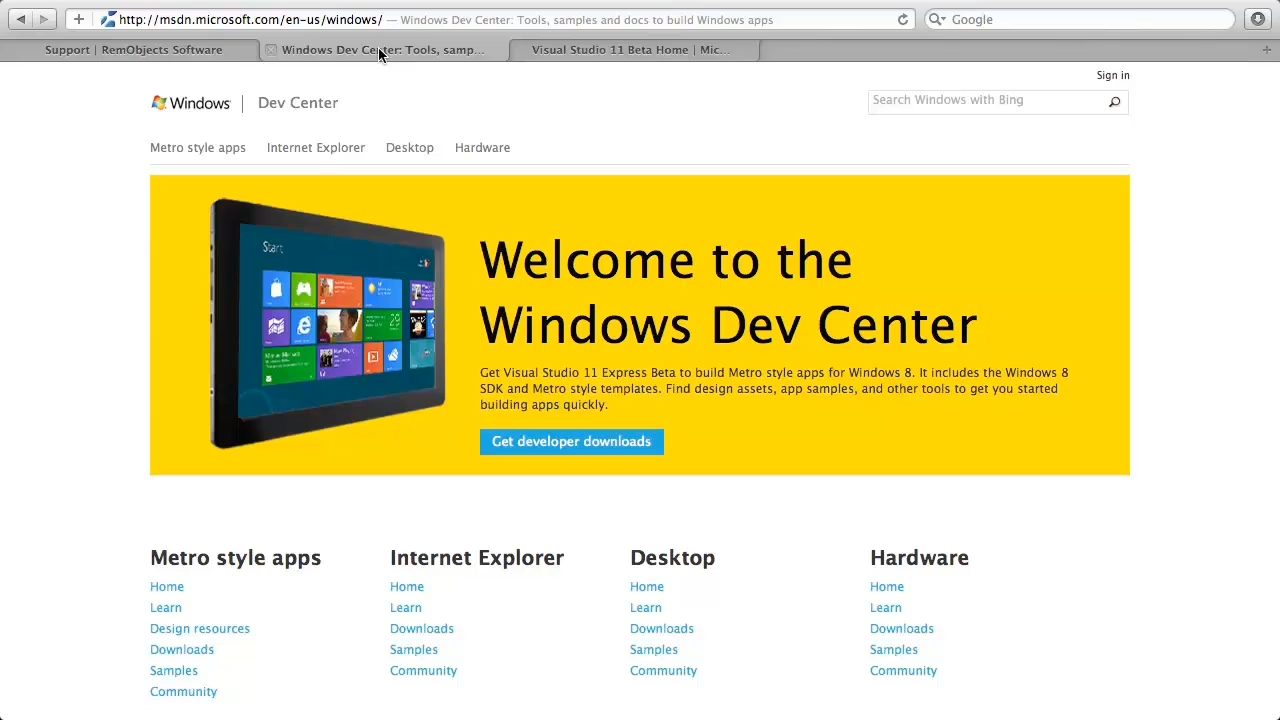 http://msdn.microsoft.com/en-us/windows/ — Windows Dev Center: Tools, samples and docs to build Windows apps
Google
Support | RemObjects Software
Windows Dev Center: Tools, samp...
Visual Studio 11 Beta Home | Mic...
Sign in
Windows | Dev Center
Search Windows with Bing
Metro style apps
Internet Explorer
Desktop
Hardware
Start
Welcome to the
Windows Dev Center
Get Visual Studio 11 Express Beta to build Metro style apps for Windows 8. It includes the Windows 8
SDK and Metro style templates. Find design assets, app samples, and other tools to get you started
building apps quickly.
Get developer downloads
Metro style apps
Home
Learn
Design resources
Downloads
Samples
Community
Internet Explorer
Home
Learn
Downloads
Samples
Community
Desktop
Home
Learn
Downloads
Samples
Community
Hardware
Home
Learn
Downloads
Samples
Community